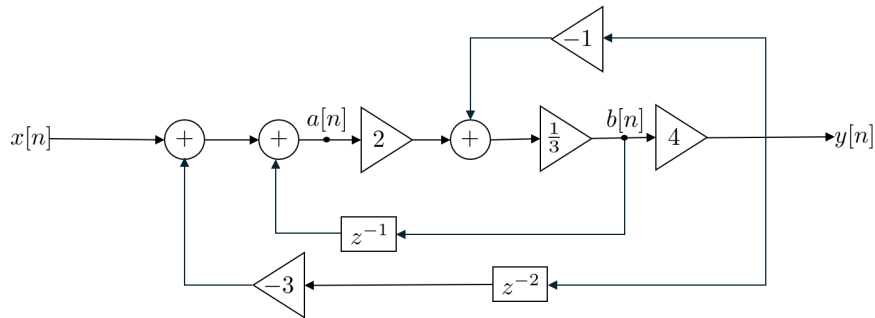 −1
x[n] + + a[n] 2 + 1/3 b[n] 4 y[n]
z⁻¹
−3 z⁻²